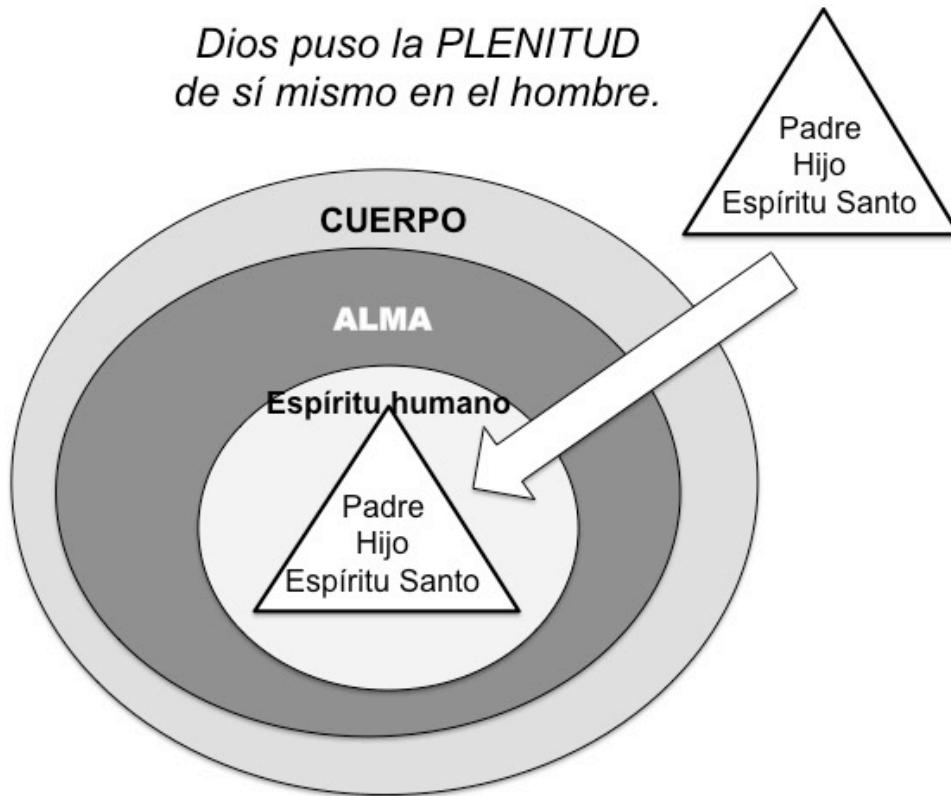 Dios puso la PLENITUD
de sí mismo en el hombre.
Padre
Hijo
Espíritu Santo
CUERPO
ALMA
Espíritu humano
Padre
Hijo
Espíritu Santo